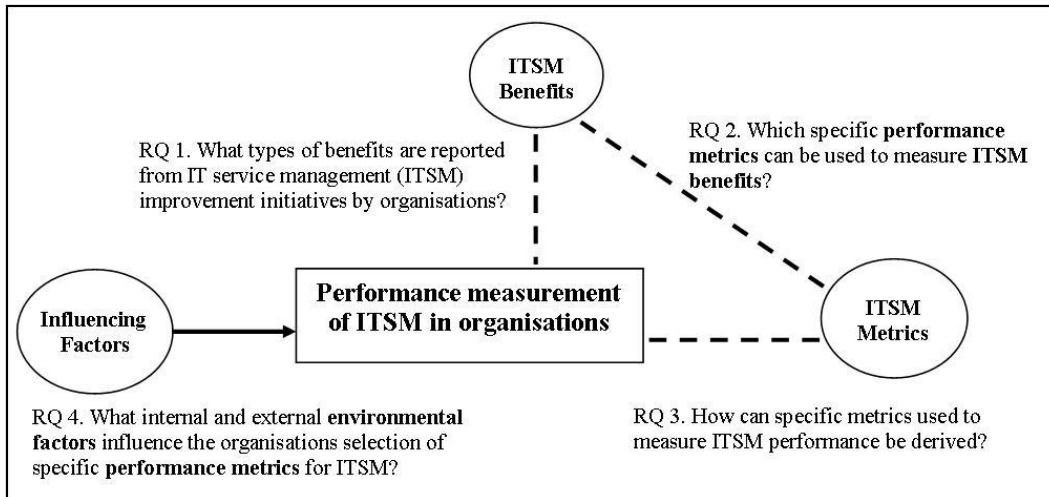 ITSM
Benefits
RQ 1. What types of benefits are reported
from IT service management (ITSM)
improvement initiatives by organisations?
RQ 2. Which specific performance
metrics can be used to measure ITSM
benefits?
Influencing
Factors
Performance measurement
of ITSM in organisations
ITSM
Metrics
RQ 4. What internal and external environmental
factors influence the organisations selection of
specific performance metrics for ITSM?
RQ 3. How can specific metrics used to
measure ITSM performance be derived?